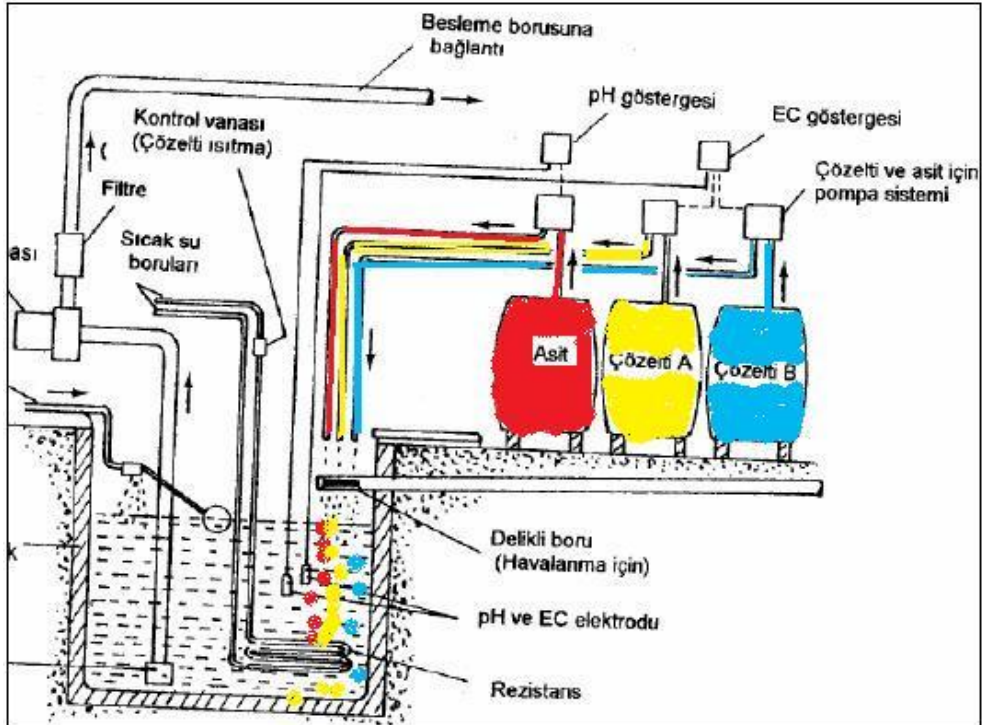 Besleme borusuna
bağlantı
pH göstergesi
EC göstergesi
Kontrol vanası
(Çözelti ısıtma)
Çözelti ve asit için
pompa sistemi
Filtre
Sıcak su
boruları
ası
Asit
Çözelti A
Çözelti B
Delikli boru
(Havalanma için)
k
pH ve EC elektrodu
Rezistans